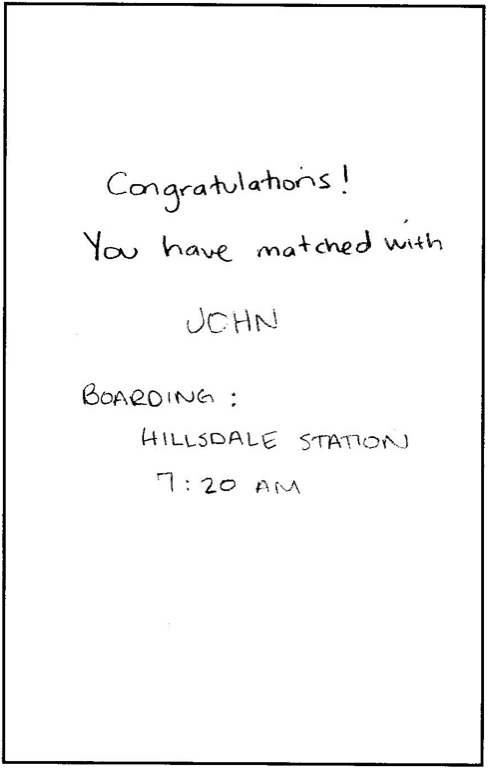 Congratulations!
You have matched with
JOHN
BOARDING:
HILLSDALE STATION
7:20 AM